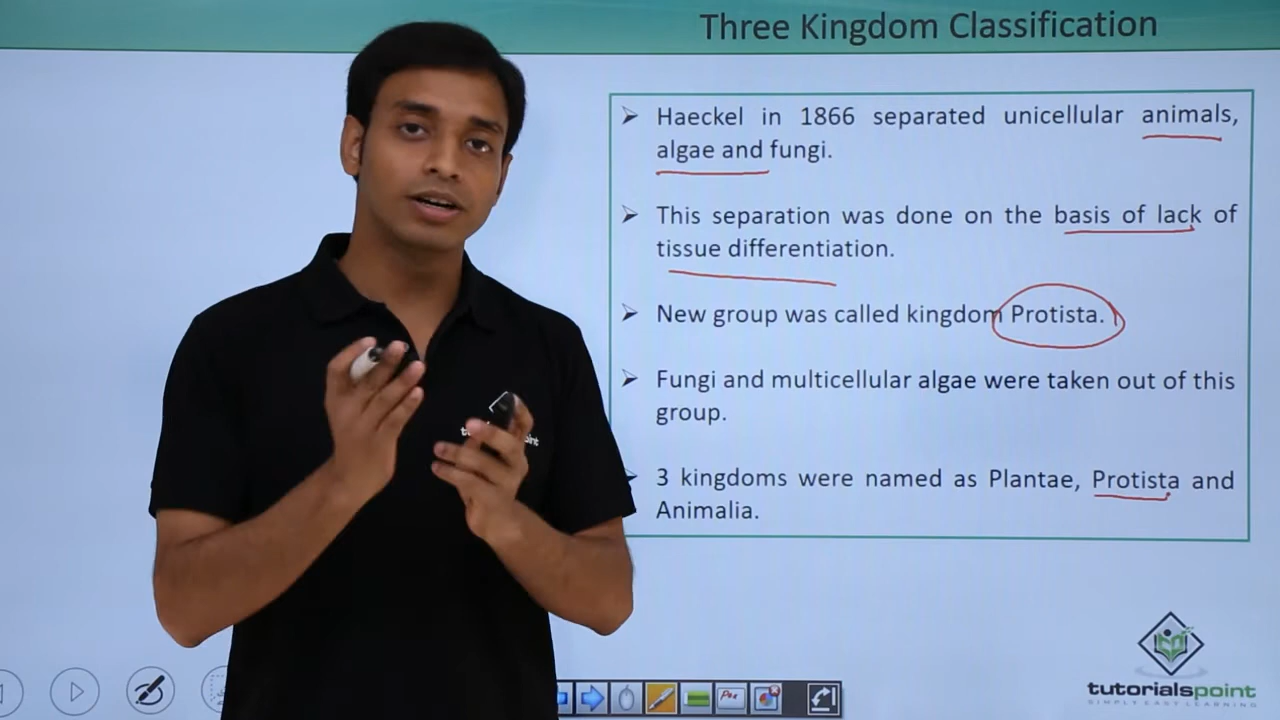 Three Kingdom Classification
Haeckel in 1866 separated unicellular animals,
algae and fungi.
This separation was done on the basis of lack of
tissue differentiation.
New group was called kingdom Protista.
Fungi and multicellular algae were taken out of this
group.
3 kingdoms were named as Plantae, Protista and
Animalia.
tutorialspoint
SIMPLY EASY LEARNING